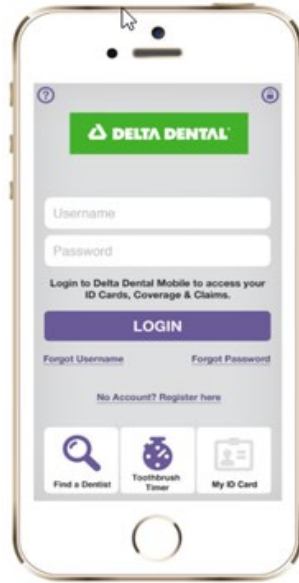 ?
DELTA DENTAL
Username
Password
Login to Delta Dental Mobile to access your
ID Cards, Coverage & Claims.
LOGIN
Forgot Username Forgot Password
No Account? Register here
Find a Dentist
Toothbrush
Timer
My ID Card